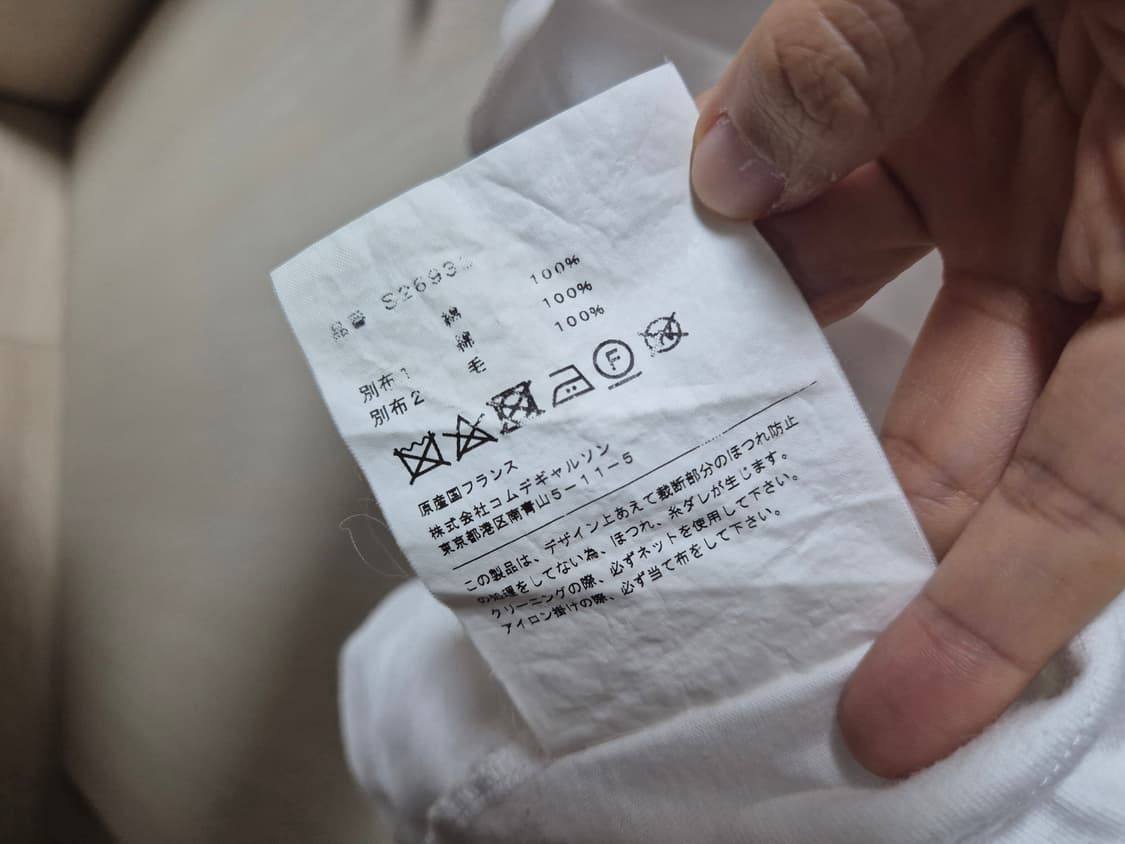 品番 S2693
綿 100%
別布1 綿 100%
別布2 毛 100%
F
原産国フランス
株式会社コムデギャルソン
東京都港区南青山5-11-5
この製品は、デザイン上あえて裁断部分のほつれ防止
の処理をしてない為、ほつれ、糸ダレが生じます。
クリーニングの際、必ずネットを使用して下さい。
アイロン掛けの際、必ず当て布をして下さい。